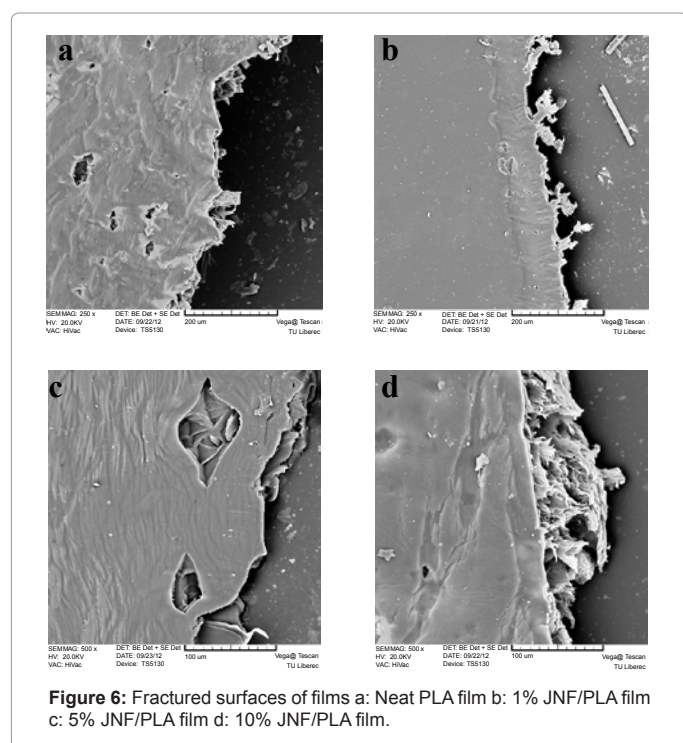 a
b
SEM MAG: 250 x DET: BE Det + SE Det
HV: 20.0KV DATE: 09/22/12 200 um Vega@ Tescan
VAC: HiVac Device: TS5130 TU Liberec
SEM MAG: 250 x DET: BE Det + SE Det
HV: 20.0KV DATE: 09/21/12 200 um Vega@ Tescan
VAC: HiVac Device: TS5130 TU Liberec
c
d
SEM MAG: 500 x DET: BE Det + SE Det
HV: 20.0KV DATE: 09/23/12 100 um Vega@ Tescan
VAC: HiVac Device: TS5130 TU Liberec
SEM MAG: 500 x DET: BE Det + SE Det
HV: 20.0KV DATE: 09/22/12 100 um Vega@ Tescan
VAC: HiVac Device: TS5130 TU Liberec
Figure 6: Fractured surfaces of films a: Neat PLA film b: 1% JNF/PLA film
c: 5% JNF/PLA film d: 10% JNF/PLA film.